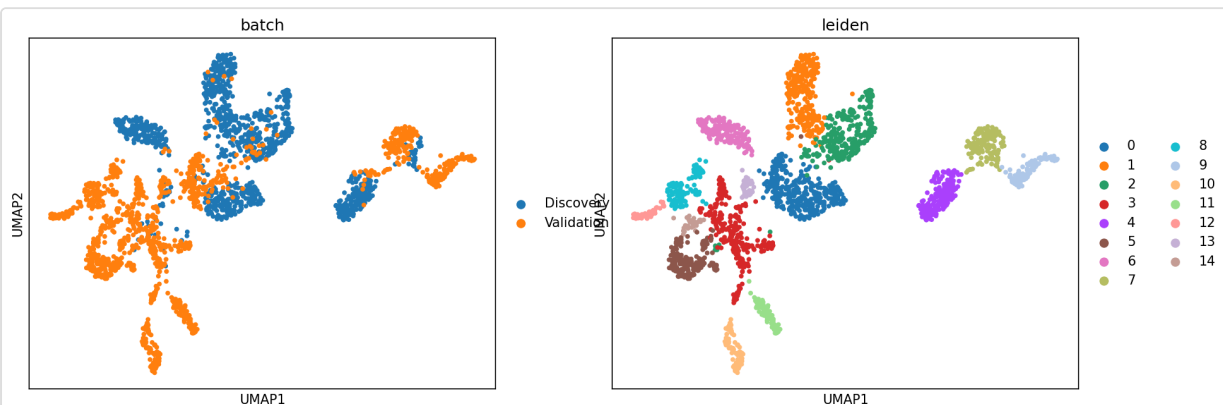 batch
leiden
UMAP2
UMAP1
Discovery
Validation
UMAP2
UMAP1
0
1
2
3
4
5
6
7
8
9
10
11
12
13
14